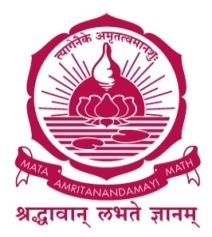 त्यागेनैके अमृतत्वमानशुः
MATA AMRITANANDAMAYI MATH
श्रद्धावान् लभते ज्ञानम्